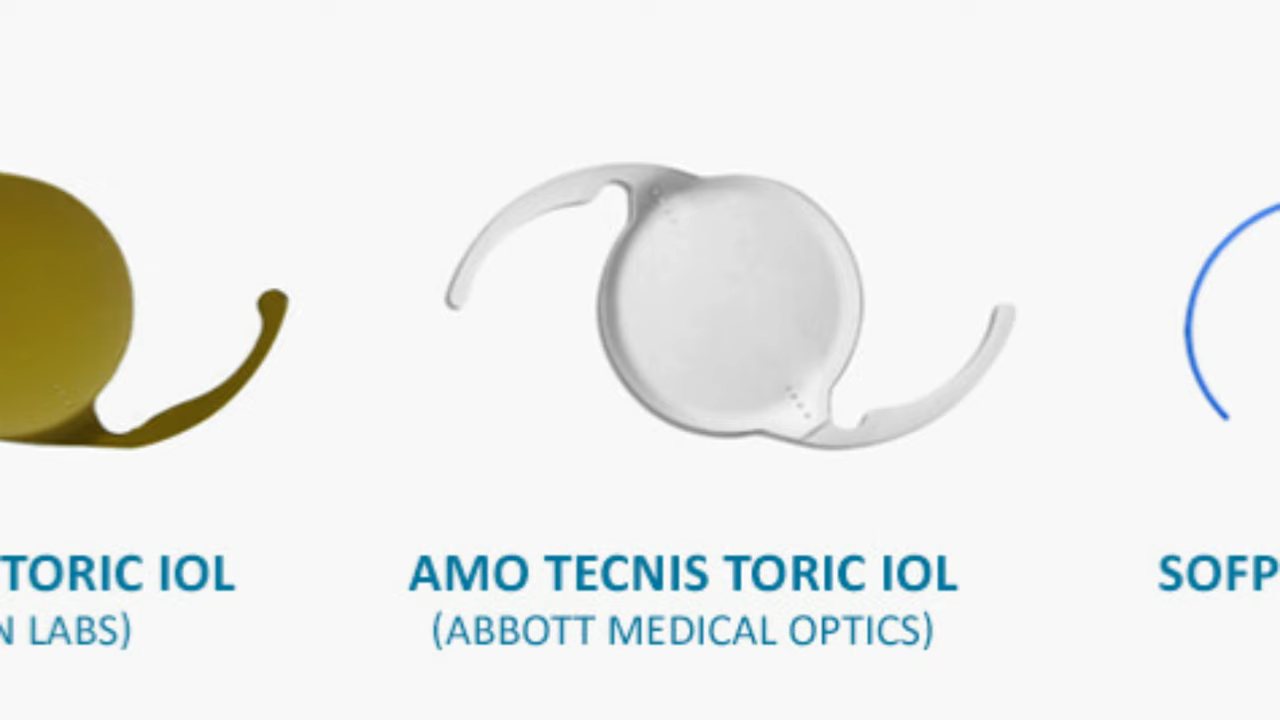 TORIC IOL
N LABS)
AMO TECNIS TORIC IOL
(ABBOTT MEDICAL OPTICS)
SOFP